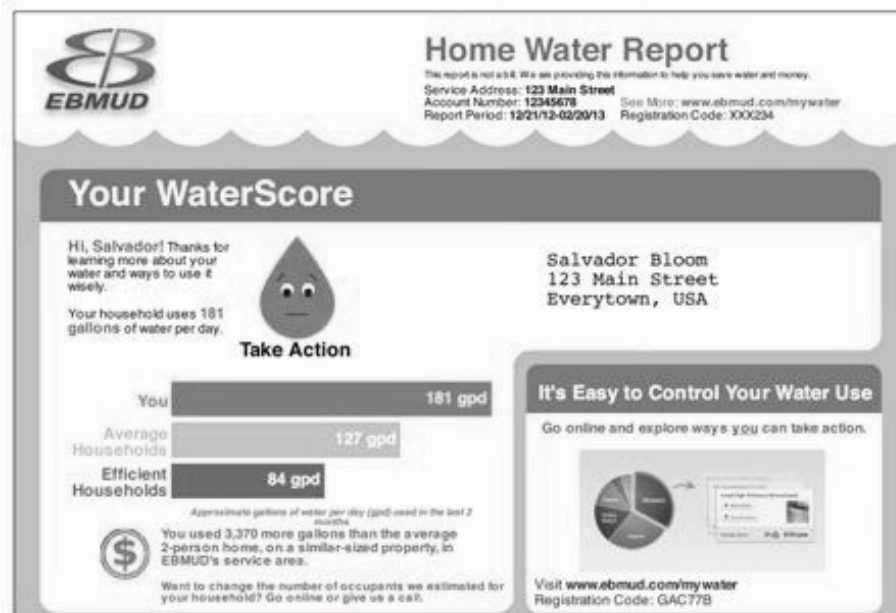 EBMUD
Home Water Report
This report is not a bill. We are providing this information to help you save water and money.
Service Address: 123 Main Street
Account Number: 12345678
See More: www.ebmud.com/mywater
Report Period: 12/21/12-02/20/13
Registration Code: XXX234
Your WaterScore
Hi, Salvador! Thanks for
learning more about your
water and ways to use it
wisely.
Your household uses 181
gallons of water per day.
Take Action
Salvador Bloom
123 Main Street
Everytown, USA
You
181 gpd
Average
Households
127 gpd
Efficient
Households
84 gpd
Approximate gallons of water per day (gpd) used in the last 2
months
$
You used 3,370 more gallons than the average
2-person home, on a similar-sized property, in
EBMUD's service area.
Want to change the number of occupants we estimated for
your household? Go online or give us a call.
It's Easy to Control Your Water Use
Go online and explore ways you can take action.
Visit www.ebmud.com/mywater
Registration Code: GAC77B